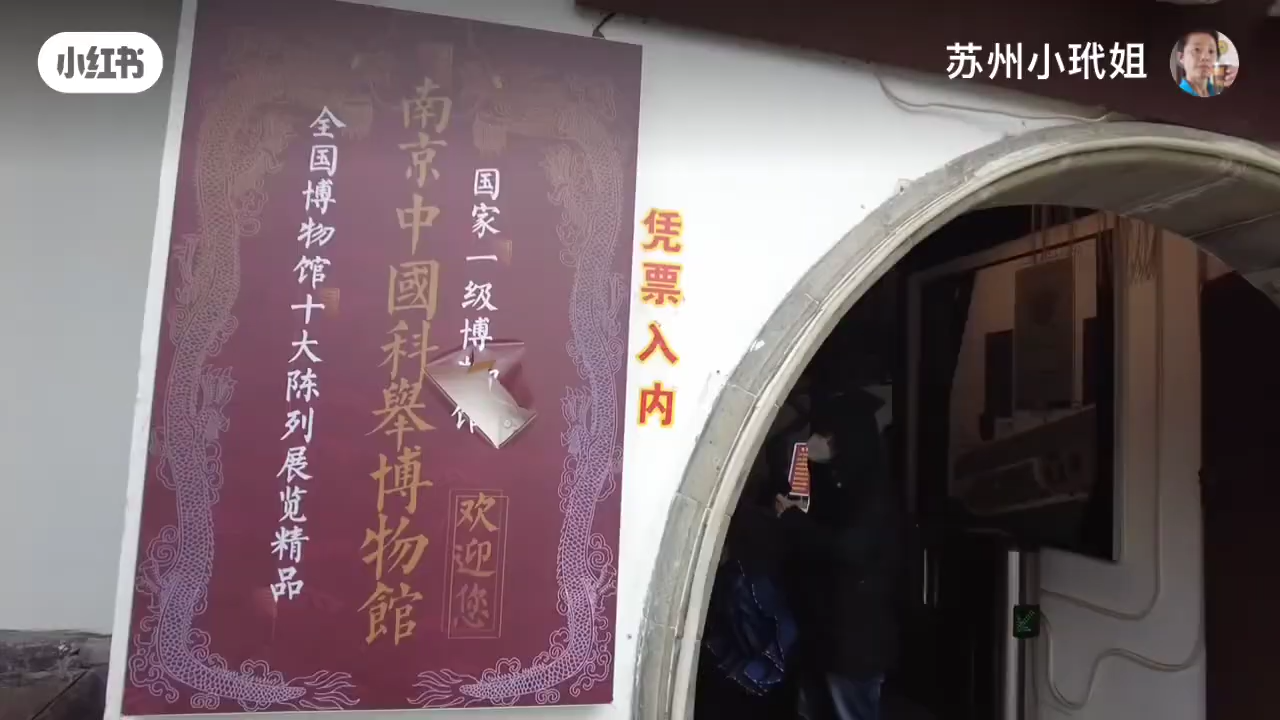 小红书
苏州小玳姐
国家一级博物馆
南京中國科舉博物館
全国博物馆十大陈列展览精品
欢迎您
凭票入内